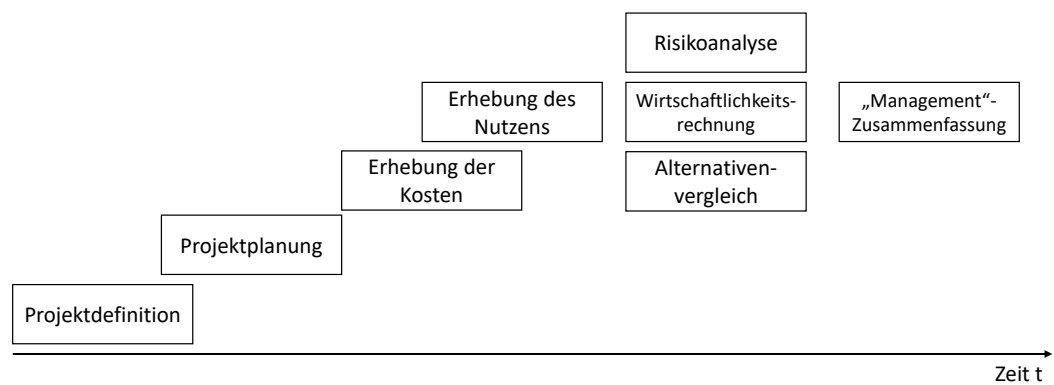 Risikoanalyse
Erhebung des
Nutzens
Wirtschaftlichkeits-
rechnung
„Management“-
Zusammenfassung
Erhebung der
Kosten
Alternativen-
vergleich
Projektplanung
Projektdefinition
Zeit t